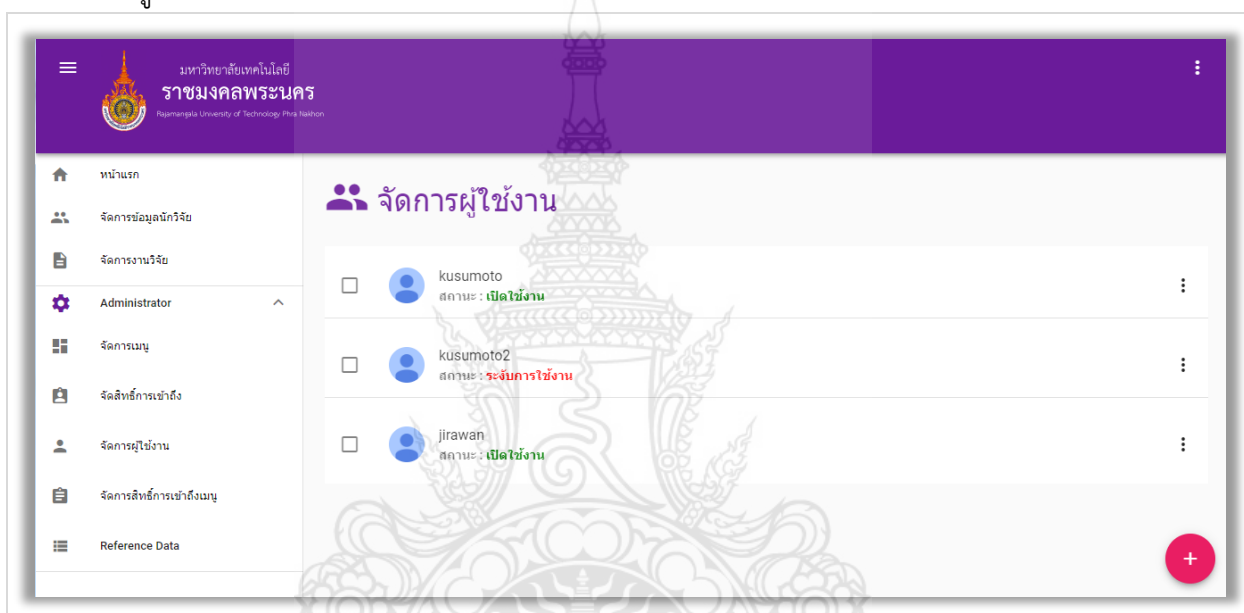 มหาวิทยาลัยเทคโนโลยี
ราชมงคลพระนคร
Rajamangala University of Technology Phra Nakhon
หน้าแรก
จัดการข้อมูลนักวิจัย
จัดการงานวิจัย
Administrator
จัดการเมนู
จัดสิทธิ์การเข้าถึง
จัดการผู้ใช้งาน
จัดการสิทธิ์การเข้าถึงเมนู
Reference Data
จัดการผู้ใช้งาน
kusumoto
สถานะ : เปิดใช้งาน
kusumoto2
สถานะ : ระงับการใช้งาน
jirawan
สถานะ : เปิดใช้งาน